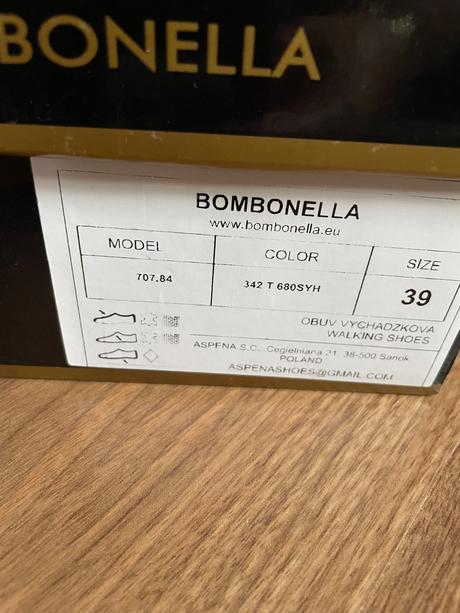 BONELLA
BOMBONELLA
www.bombonella.eu
MODEL COLOR SIZE
707.84 342 T 680SYH 39
OBUV VYCHADZKOVA
WALKING SHOES
ASPENA S.C. Cegielniana 21, 38-500 Sanok
POLAND
ASPENASHOES@GMAIL.COM